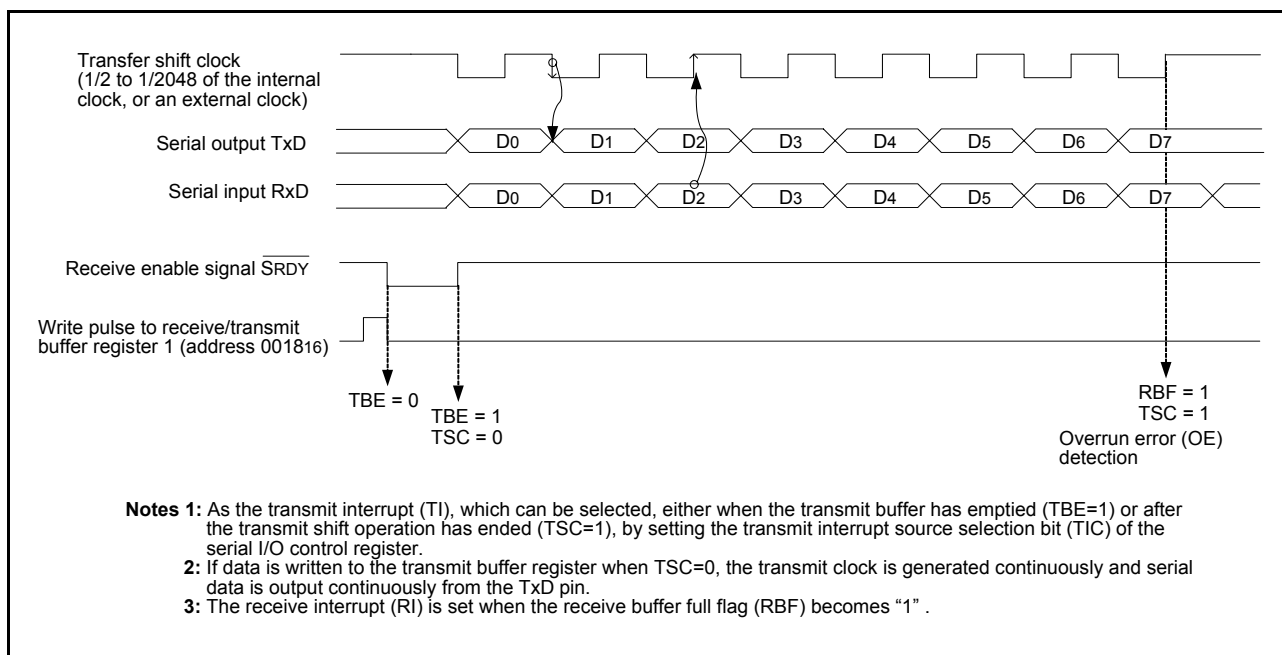 Transfer shift clock
(1/2 to 1/2048 of the internal
clock, or an external clock)
Serial output TxD
D0 D1 D2 D3 D4 D5 D6 D7
Serial input RxD
D0 D1 D2 D3 D4 D5 D6 D7
Receive enable signal SRDY
Write pulse to receive/transmit
buffer register 1 (address 001816)
TBE = 0
TBE = 1
TSC = 0
RBF = 1
TSC = 1
Overrun error (OE)
detection
Notes 1: As the transmit interrupt (TI), which can be selected, either when the transmit buffer has emptied (TBE=1) or after
the transmit shift operation has ended (TSC=1), by setting the transmit interrupt source selection bit (TIC) of the
serial I/O control register.
2: If data is written to the transmit buffer register when TSC=0, the transmit clock is generated continuously and serial
data is output continuously from the TxD pin.
3: The receive interrupt (RI) is set when the receive buffer full flag (RBF) becomes “1” .